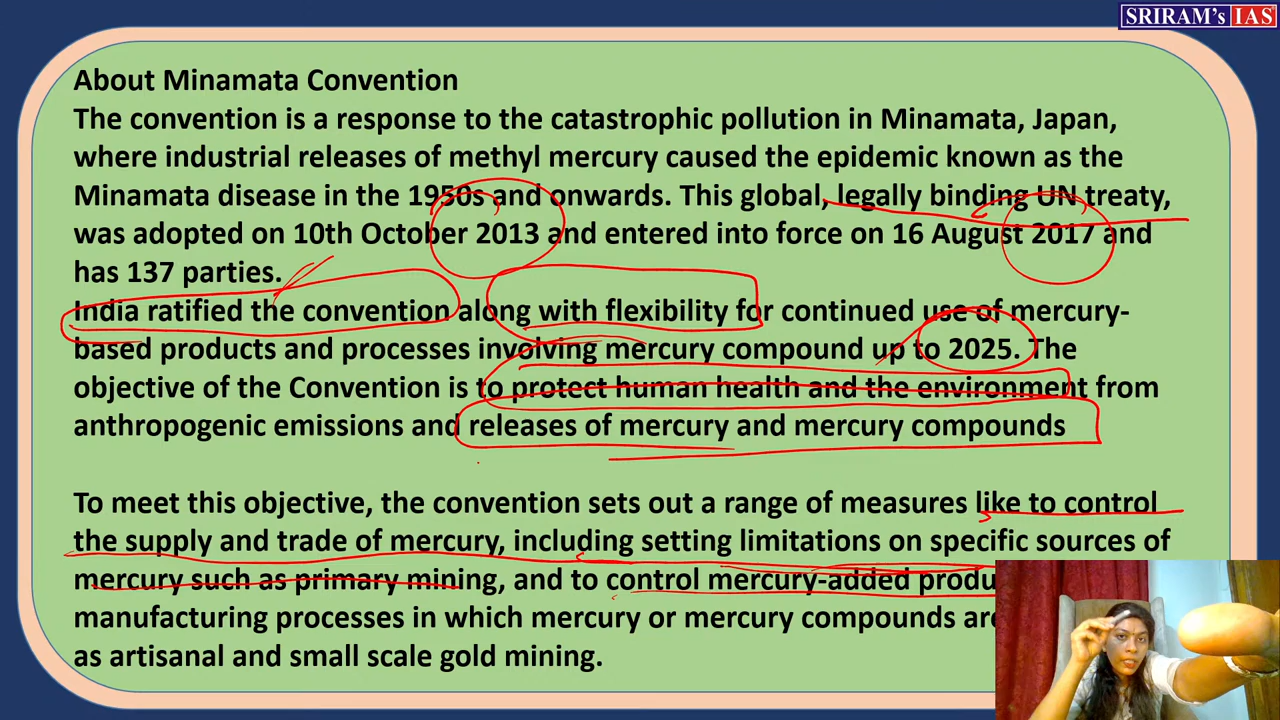 SRIRAM's IAS
About Minamata Convention
The convention is a response to the catastrophic pollution in Minamata, Japan,
where industrial releases of methyl mercury caused the epidemic known as the
Minamata disease in the 1950s and onwards. This global, legally binding UN treaty,
was adopted on 10th October 2013 and entered into force on 16 August 2017 and
has 137 parties.
India ratified the convention along with flexibility for continued use of mercury-
based products and processes involving mercury compound up to 2025. The
objective of the Convention is to protect human health and the environment from
anthropogenic emissions and releases of mercury and mercury compounds
To meet this objective, the convention sets out a range of measures like to control
the supply and trade of mercury, including setting limitations on specific sources of
mercury such as primary mining, and to control mercury-added
manufacturing processes in which mercury or mercury compounds
as artisanal and small scale gold mining.